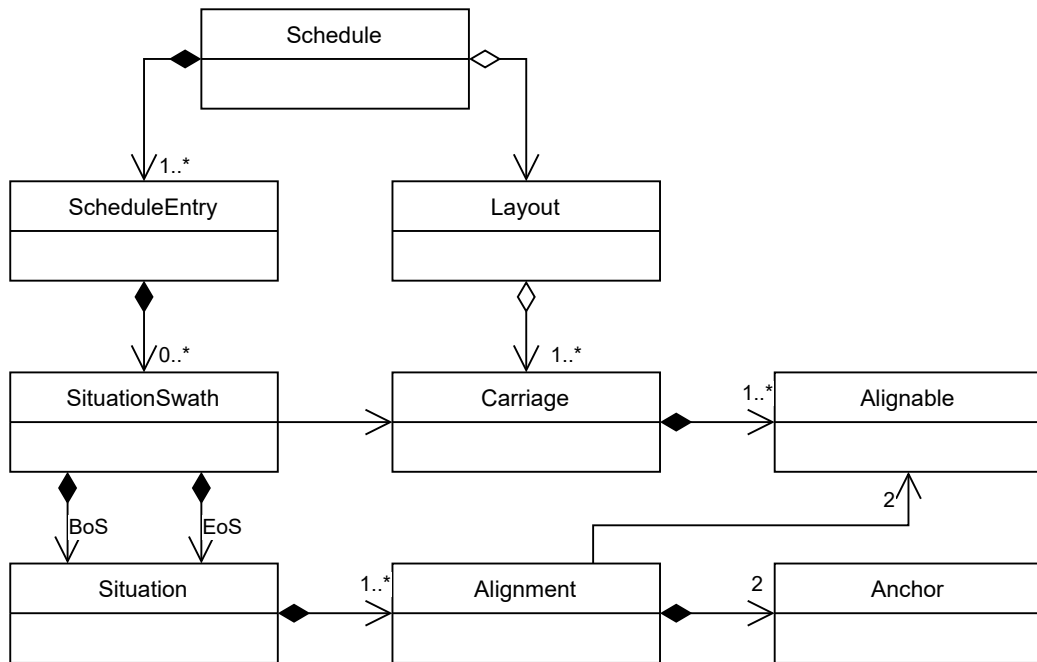 Schedule
1..*
ScheduleEntry
Layout
0..*
1..*
SituationSwath
Carriage
1..*
Alignable
BoS
EoS
2
Situation
1..*
Alignment
2
Anchor